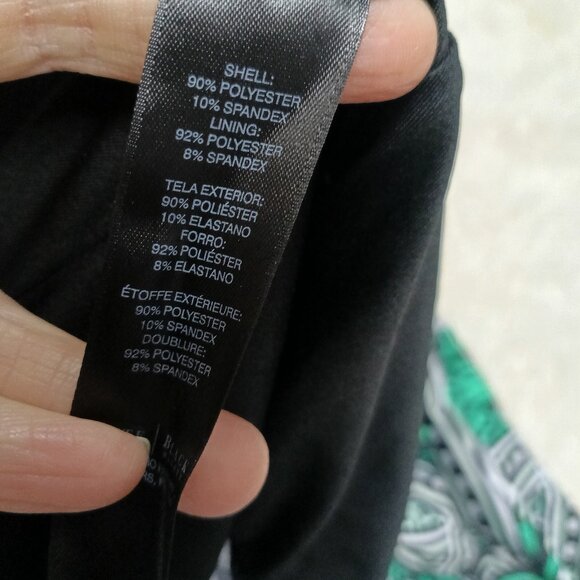 SHELL:
90% POLYESTER
10% SPANDEX
LINING:
92% POLYESTER
8% SPANDEX
TELA EXTERIOR:
90% POLIÉSTER
10% ELASTANO
FORRO:
92% POLIÉSTER
8% ELASTANO
ÉTOFFE EXTÉRIEURE:
90% POLYESTER
10% SPANDEX
DOUBLURE:
92% POLYESTER
8% SPANDEX